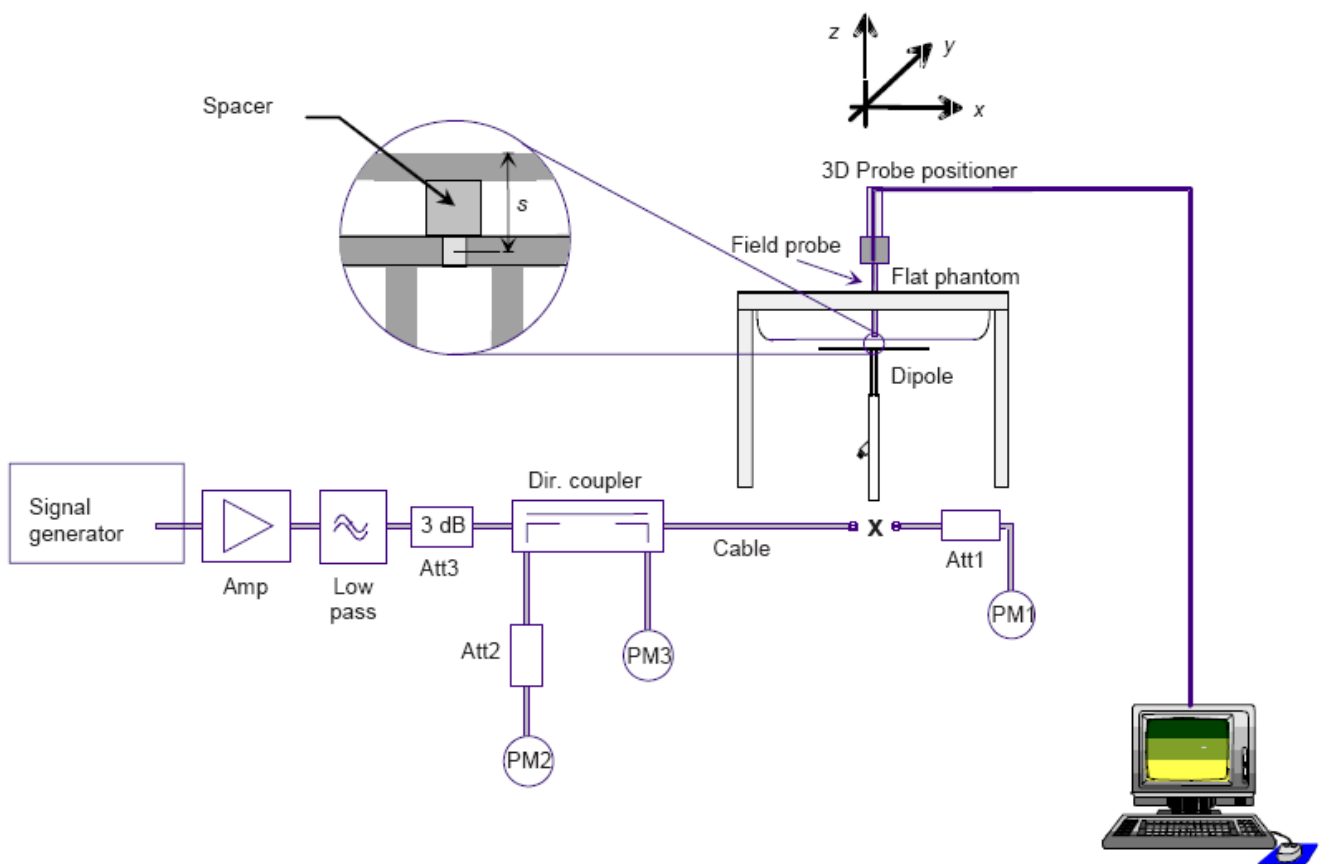 z
y
x
Spacer
s
3D Probe positioner
Field probe
Flat phantom
Dipole
Signal
generator
Amp
Low
pass
3 dB
Att3
Dir. coupler
Cable
X
Att1
PM1
Att2
PM3
PM2